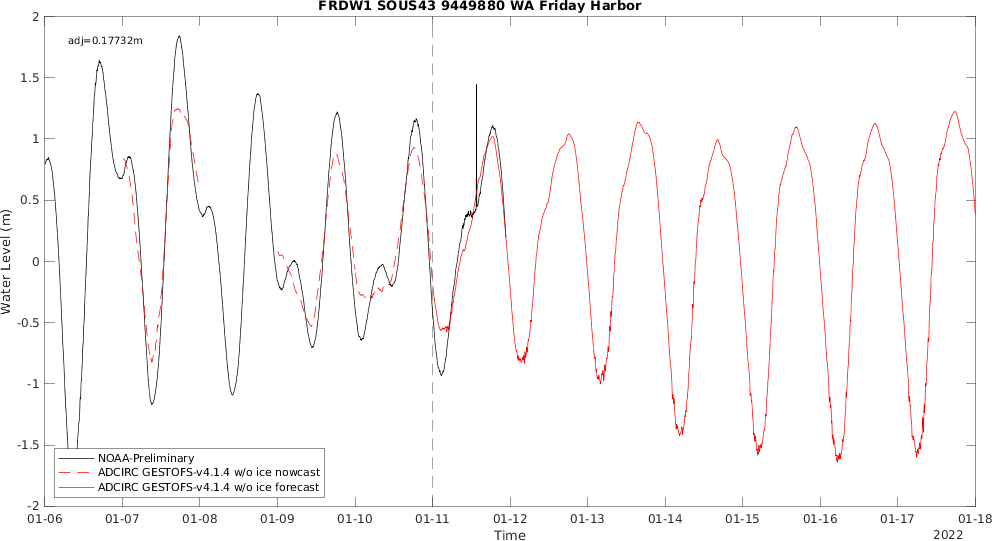 FRDW1 SOUS43 9449880 WA Friday Harbor
adj=0.17732m
2
1.5
1
0.5
0
-0.5
-1
-1.5
-2
Water Level (m)
NOAA-Preliminary
ADCIRC GESTOFS-v4.1.4 w/o ice nowcast
ADCIRC GESTOFS-v4.1.4 w/o ice forecast
01-06 01-07 01-08 01-09 01-10 01-11 01-12 01-13 01-14 01-15 01-16 01-17 01-18
Time
2022